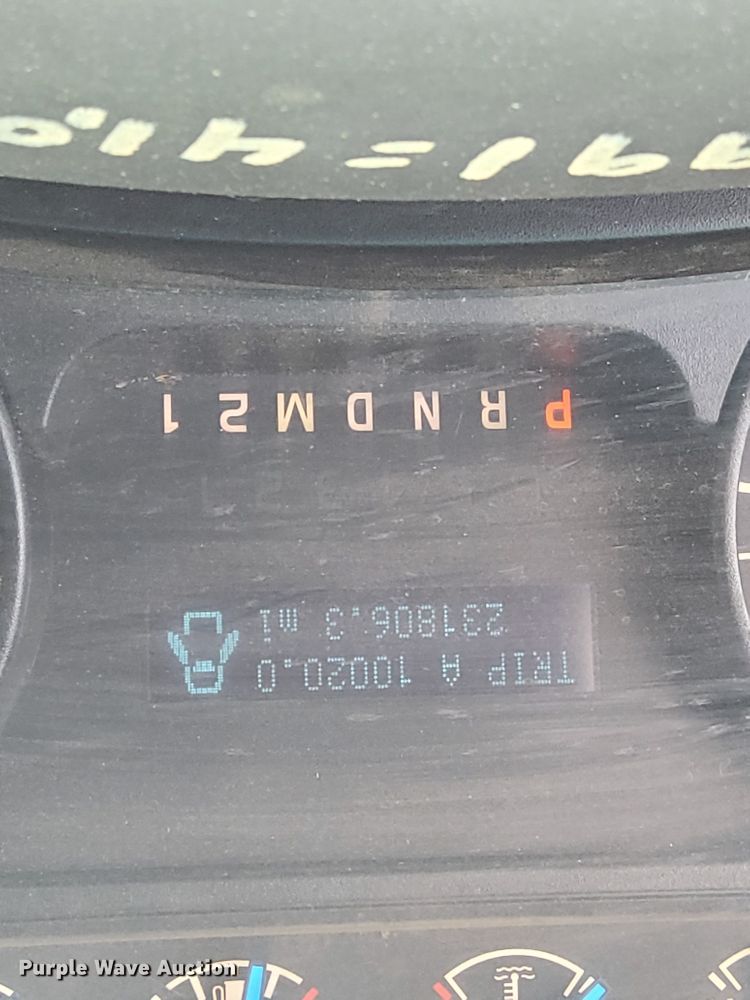 TRIP A 10020.0
231806.3 mi
P R N D M 2 1
Purple Wave Auction